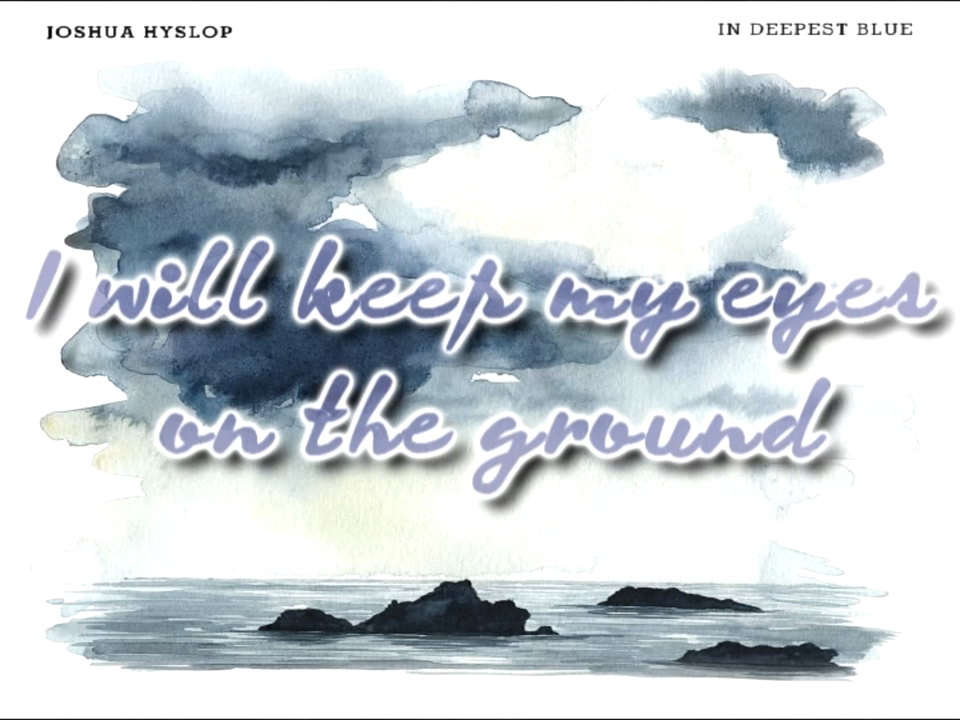 JOSHUA HYSLOP
IN DEEPEST BLUE
I will keep my eyes
on the ground